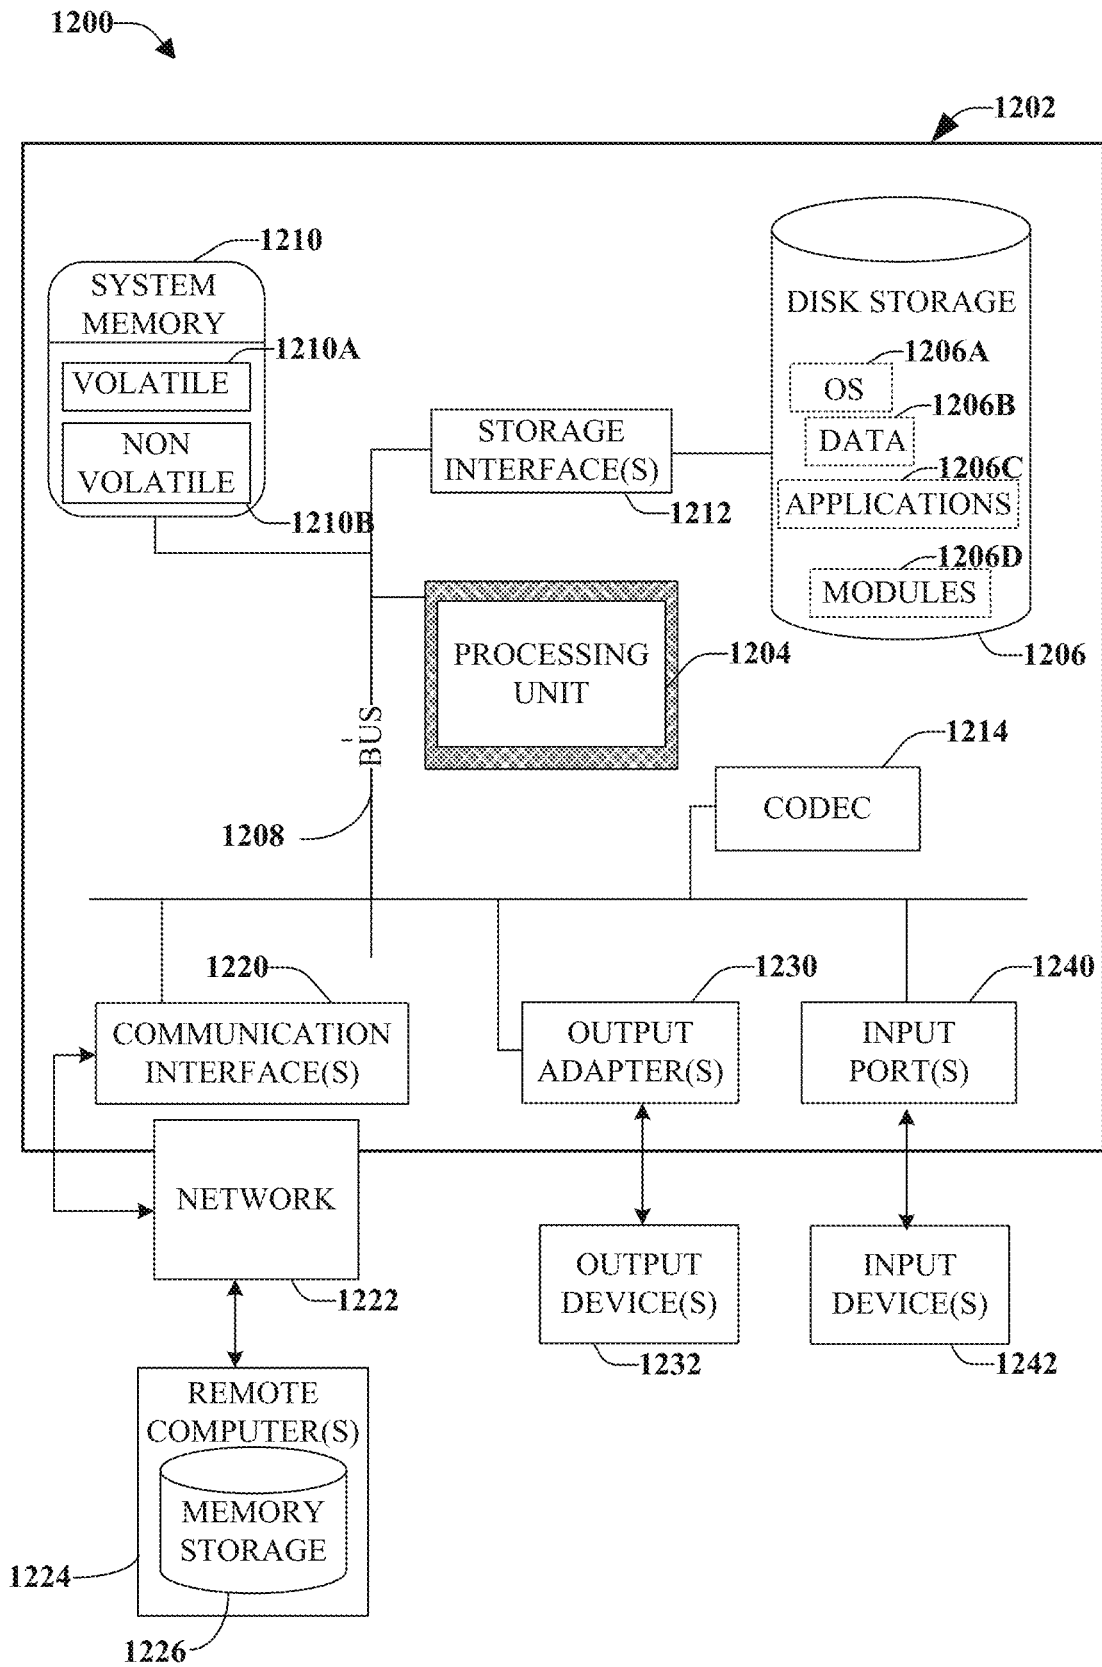 1200
1202
1210
SYSTEM
MEMORY
1210A
VOLATILE
NON
VOLATILE
1210B
STORAGE
INTERFACE(S)
1212
DISK STORAGE
1206A
OS
1206B
DATA
1206C
APPLICATIONS
1206D
MODULES
1206
PROCESSING
UNIT
1204
BUS
1208
1214
CODEC
1220
COMMUNICATION
INTERFACE(S)
1230
OUTPUT
ADAPTER(S)
1240
INPUT
PORT(S)
NETWORK
1222
OUTPUT
DEVICE(S)
1232
INPUT
DEVICE(S)
1242
REMOTE
COMPUTER(S)
MEMORY
STORAGE
1224
1226